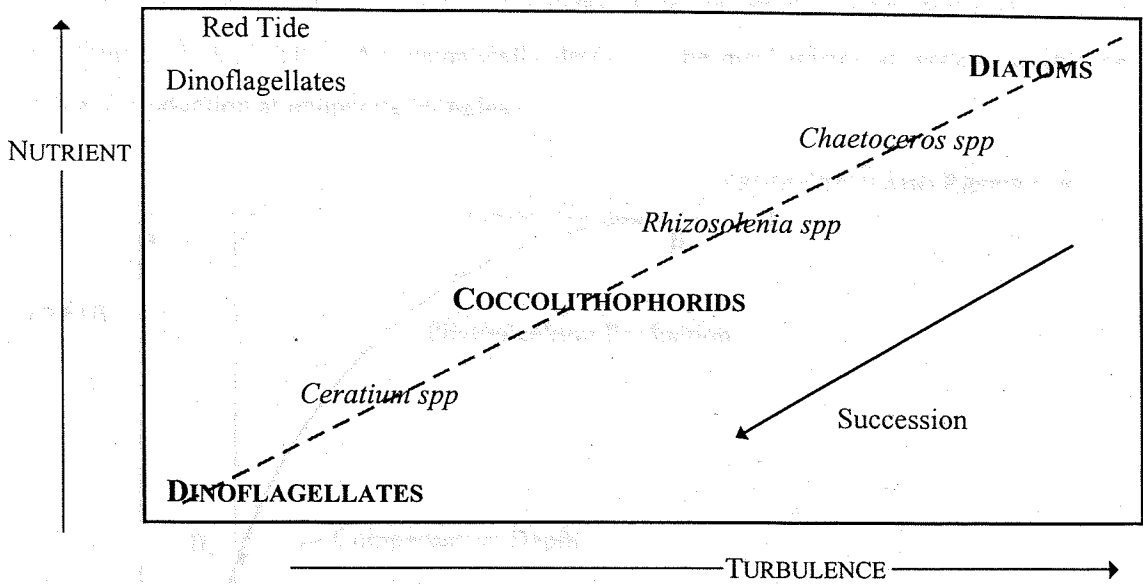 Red Tide
Dinoflagellates
DIATOMS
NUTRIENT
Chaetoceros spp
Rhizosolenia spp
COCCOLITHOPHORIDS
Ceratium spp
Succession
DINOFLAGELLATES
TURBULENCE